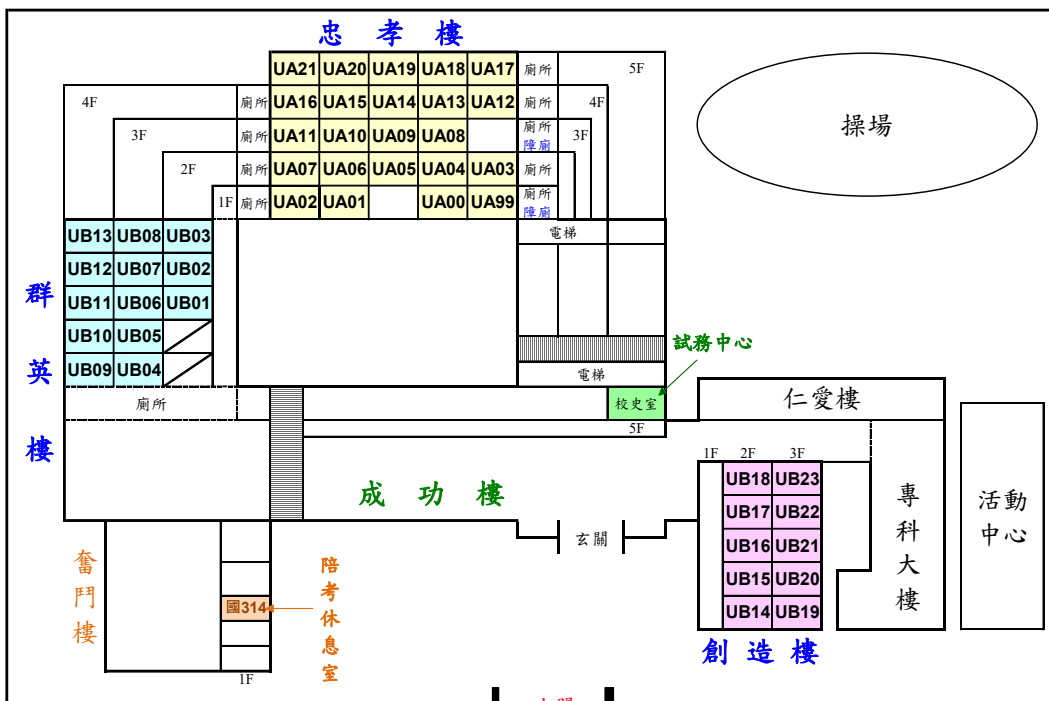 忠孝樓
UA21 UA20 UA19 UA18 UA17 廁所 5F
4F 廁所 UA16 UA15 UA14 UA13 UA12 廁所 4F
操場
3F 廁所 UA11 UA10 UA09 UA08 廁所 障廁 3F
2F 廁所 UA07 UA06 UA05 UA04 UA03 廁所
1F 廁所 UA02 UA01 UA00 UA99 廁所 障廁
UB13 UB08 UB03 電梯
UB12 UB07 UB02
UB11 UB06 UB01
群英樓
UB10 UB05
試務中心
UB09 UB04 電梯
廁所 校史室 仁愛樓
5F
1F 2F 3F
UB18 UB23
成功樓
UB17 UB22
專科大樓
活動中心
玄關
UB16 UB21
奮鬥樓
陪考休息室
UB15 UB20
國314
UB14 UB19
創造樓
1F